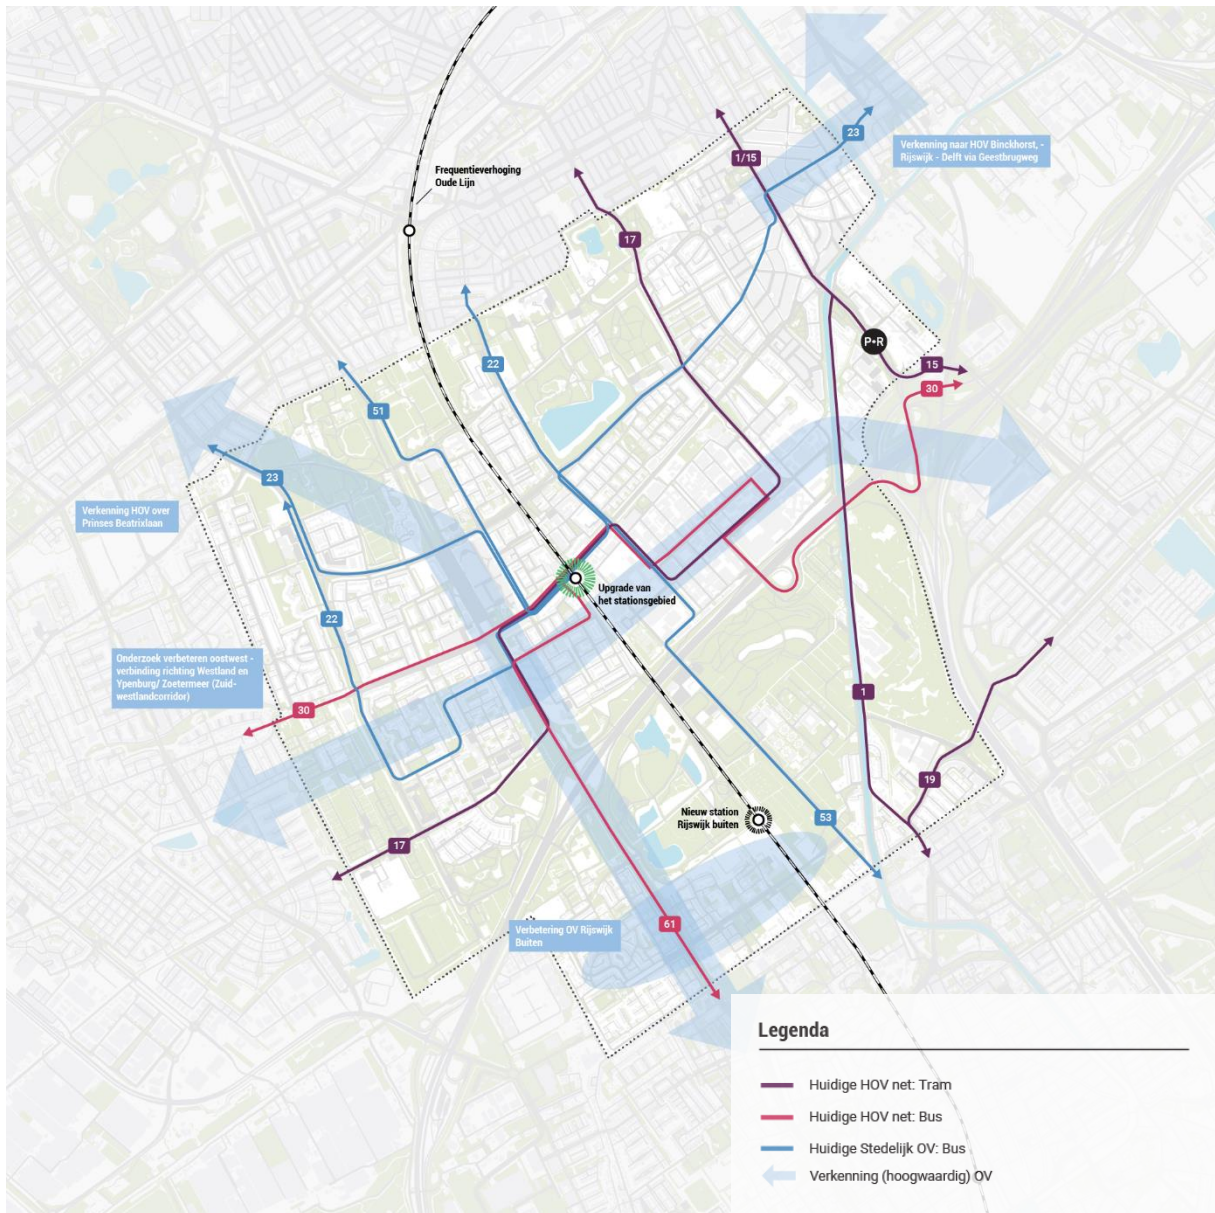 23
Verkenning naar HOV Binckhorst, -
Rijswijk - Delft via Geestbrugweg
1/15
Frequentieverhoging
Oude Lijn
17
P+R
22
15
30
51
23
Verkenning HOV over
Prinses Beatrixlaan
Upgrade van
het stationsgebied
22
Onderzoek verbeteren oostwest -
verbinding richting Westland en
Ypenburg/ Zoetermeer (Zuid-
westlandcorridor)
30
1
19
Nieuw station
Rijswijk buiten
53
17
61
Verbetering OV Rijswijk
Buiten
Legenda
Huidige HOV net: Tram
Huidige HOV net: Bus
Huidige Stedelijk OV: Bus
Verkenning (hoogwaardig) OV